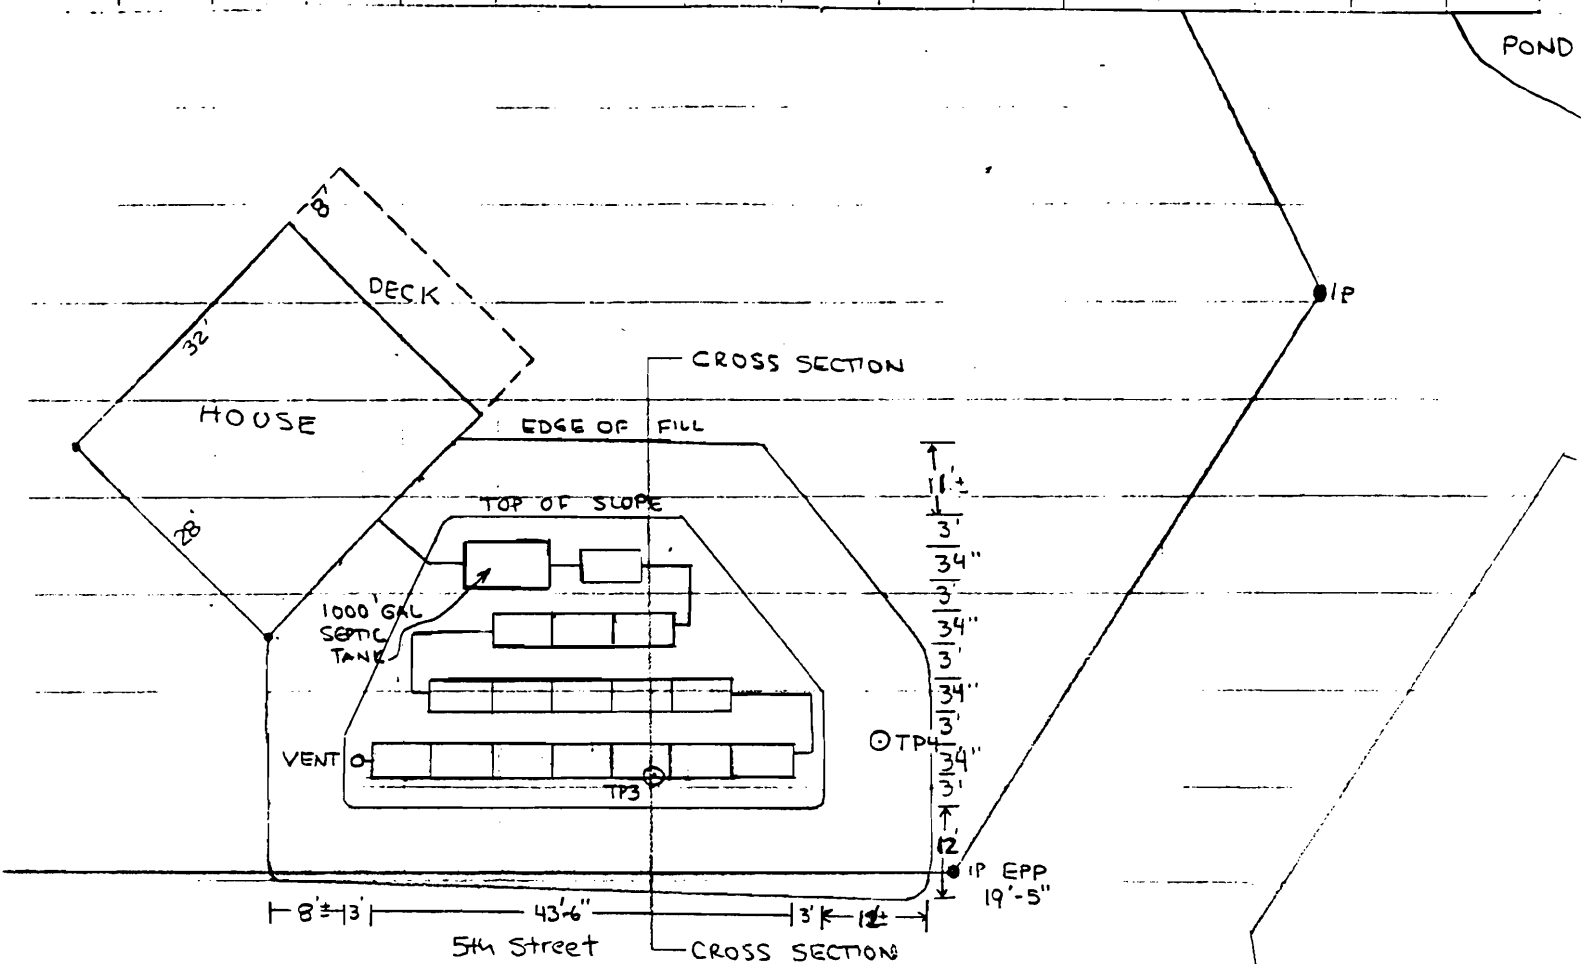 POND
8'
DECK
32'
IP
CROSS SECTION
HOUSE
EDGE OF FILL
11'±
28'
TOP OF SLOPE
3'
34"
3'
34"
3'
34"
3'
34"
3'
1000 GAL
SEPTIC
TANK
VENT
TP4
TP3
12'
IP EPP
19'-5"
8'± 3' 43'-6" 3'
5th Street
CROSS SECTION